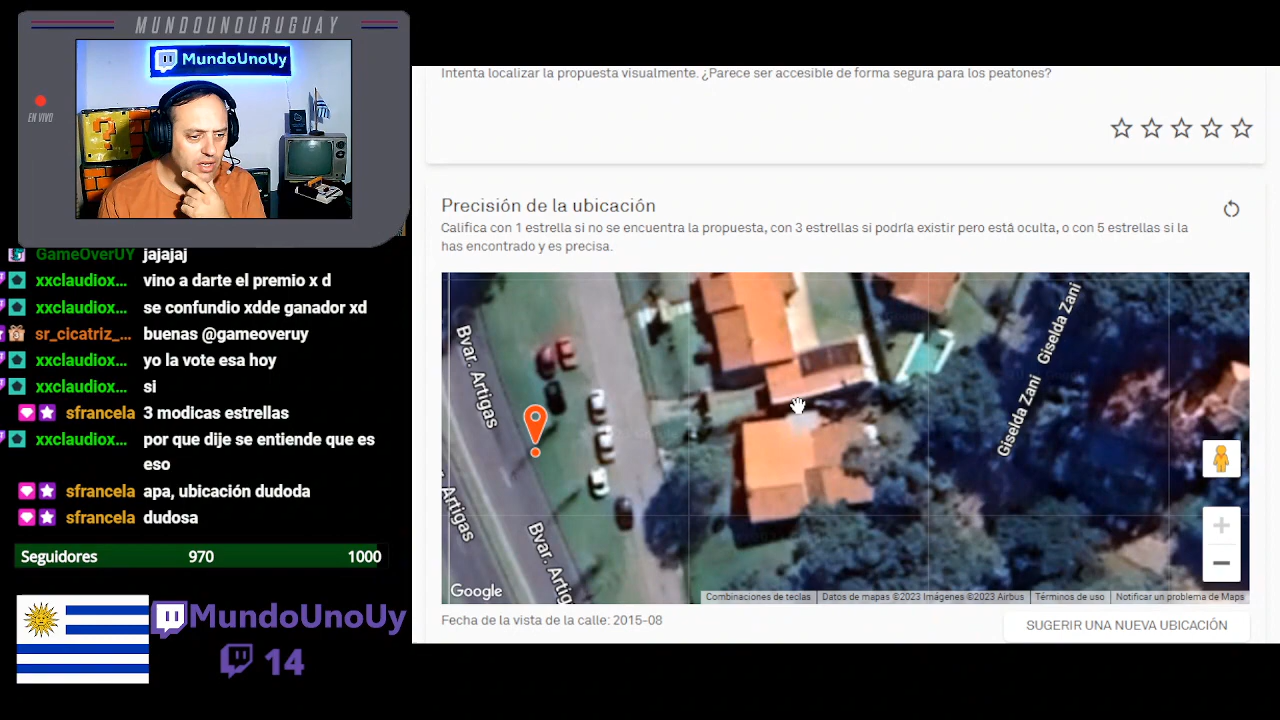 MUNDOUNOURUGUAY
MundoUnoUy
EN VIVO
GameOverUY jajajaj
xxclaudiox... vino a darte el premio x d
xxclaudiox... se confundio xdde ganador xd
sr_cicatriz_... buenas @gameoveruy
xxclaudiox... yo la vote esa hoy
xxclaudiox... si
sfrancela 3 modicas estrellas
xxclaudiox... por que dije se entiende que es
eso
sfrancela apa, ubicación dudoda
sfrancela dudosa
Seguidores 970 1000
MundoUnoUy
14
Intenta localizar la propuesta visualmente. ¿Parece ser accesible de forma segura para los peatones?
Precisión de la ubicación
Califica con 1 estrella si no se encuentra la propuesta, con 3 estrellas si podría existir pero está oculta, o con 5 estrellas si la
has encontrado y es precisa.
Bvar. Artigas
Artigas
Bvar. Artig
Giselda Zani
Giselda Zani
Google
Combinaciones de teclas
Datos de mapas ©2023 Imágenes ©2023 Airbus
Términos de uso
Notificar un problema de Maps
Fecha de la vista de la calle: 2015-08
SUGERIR UNA NUEVA UBICACIÓN